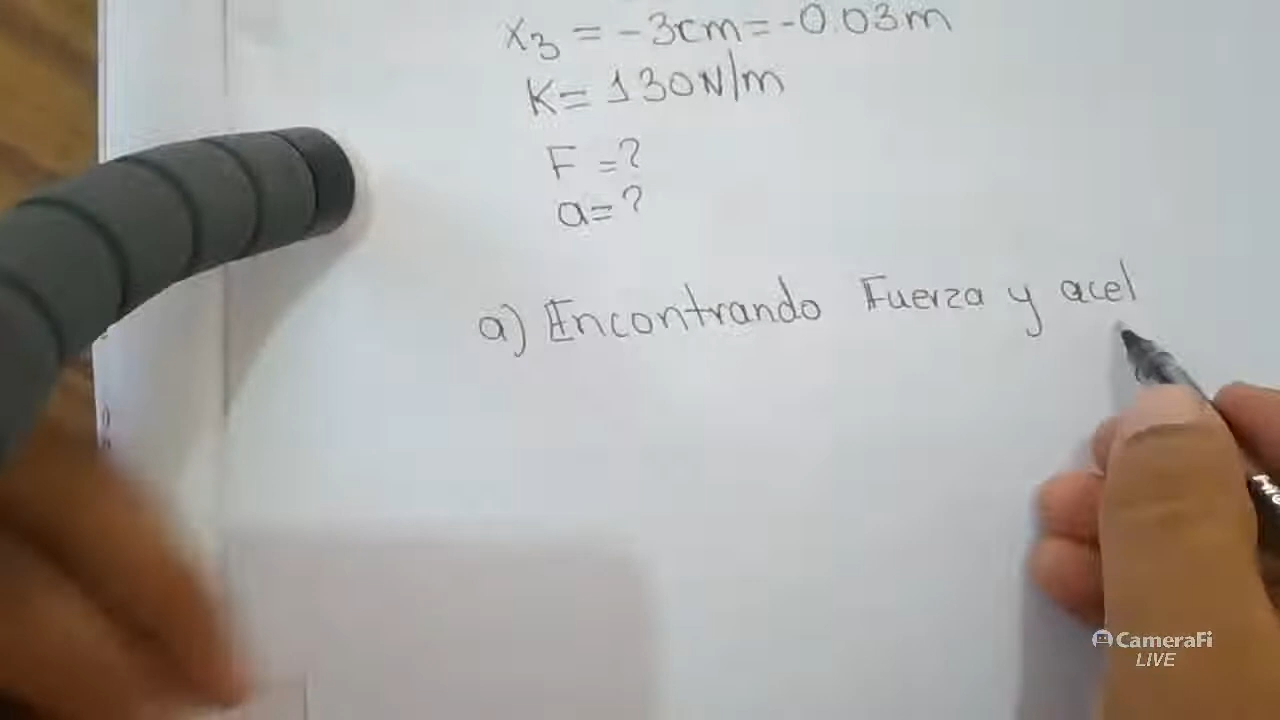 x3 = -3cm = -0.03m
K = 130N/m
F = ?
a = ?
a) Encontrando Fuerza y acel
CameraFi
LIVE